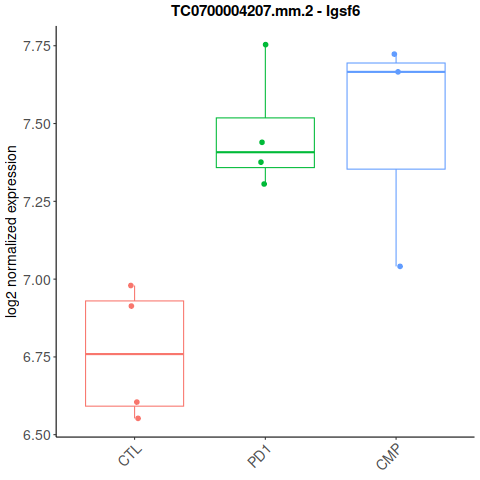 TC0700004207.mm.2 - Igsf6
log2 normalized expression
7.75
7.50
7.25
7.00
6.75
6.50
CTL
PD1
CMP